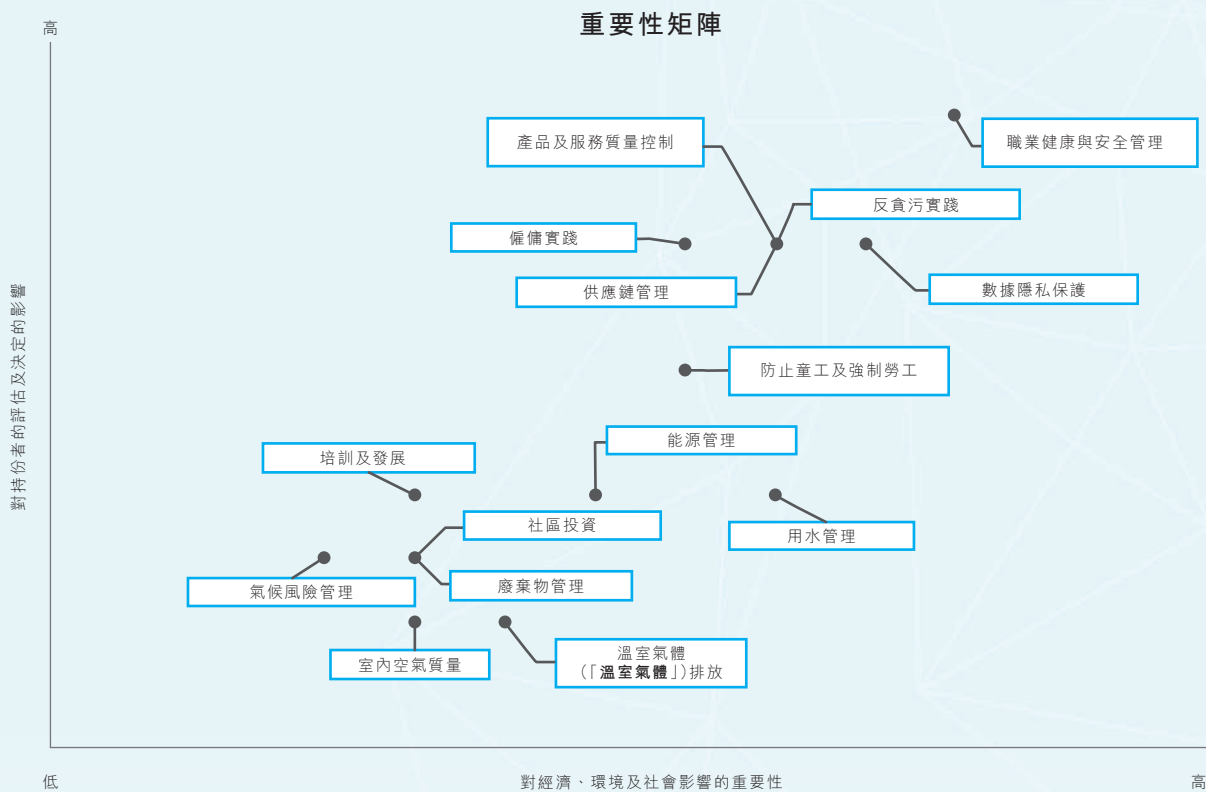 重要性矩陣
高
產品及服務質量控制
職業健康與安全管理
反貪污實踐
僱傭實踐
供應鏈管理
數據隱私保護
對持份者的評估及決定的影響
防止童工及強制勞工
能源管理
培訓及發展
社區投資
用水管理
氣候風險管理
廢棄物管理
室內空氣質量
溫室氣體
(「溫室氣體」)排放
低
對經濟、環境及社會影響的重要性
高